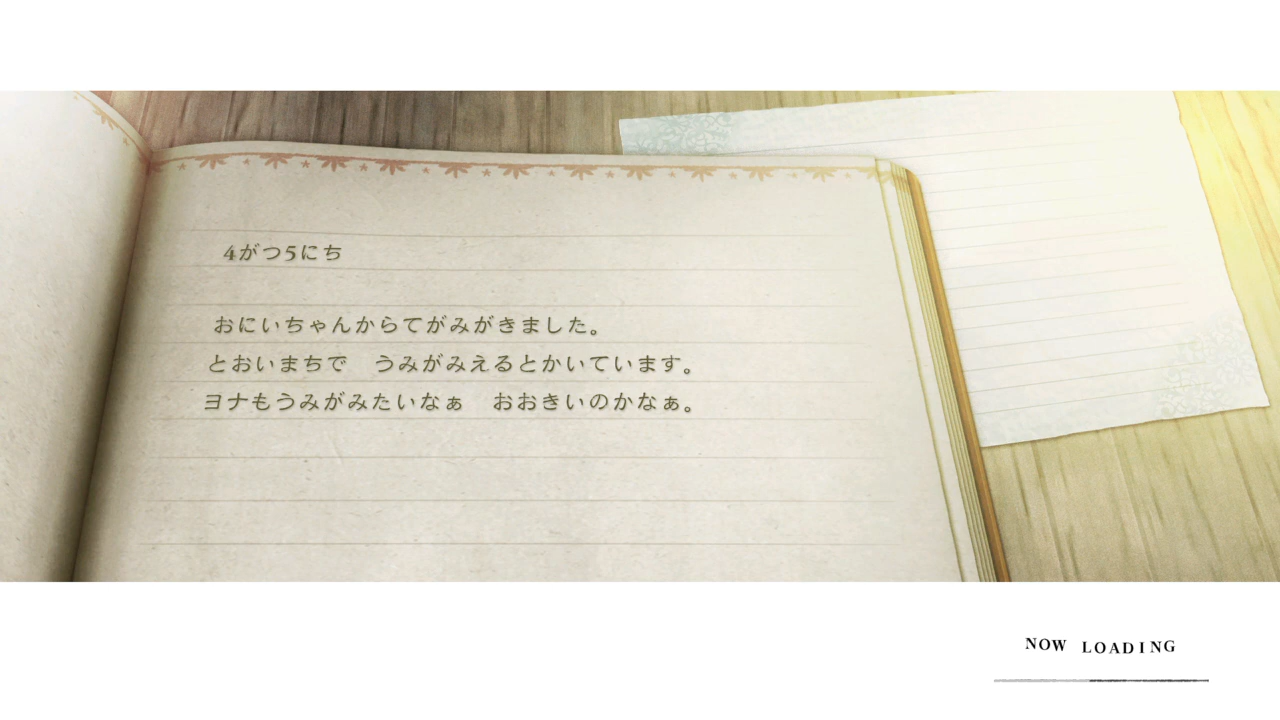 4がつ5にち
おにいちゃんからてがみがきました。
とおいまちで　うみがみえるとかいています。
ヨナもうみがみたいなぁ　おおきいのかなぁ。
NOW LOADING